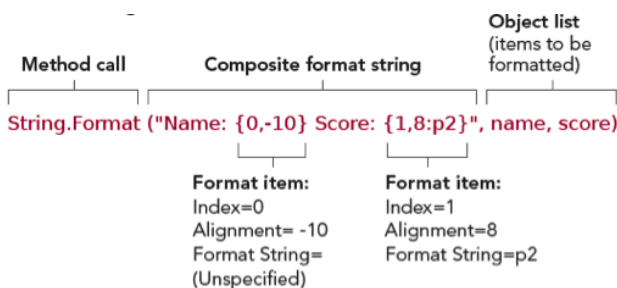 Object list
(items to be
formatted)
Method call
Composite format string
String.Format ("Name: {0,-10} Score: {1,8:p2}", name, score)
Format item:
Index=0
Alignment= -10
Format String=
(Unspecified)
Format item:
Index=1
Alignment=8
Format String=p2